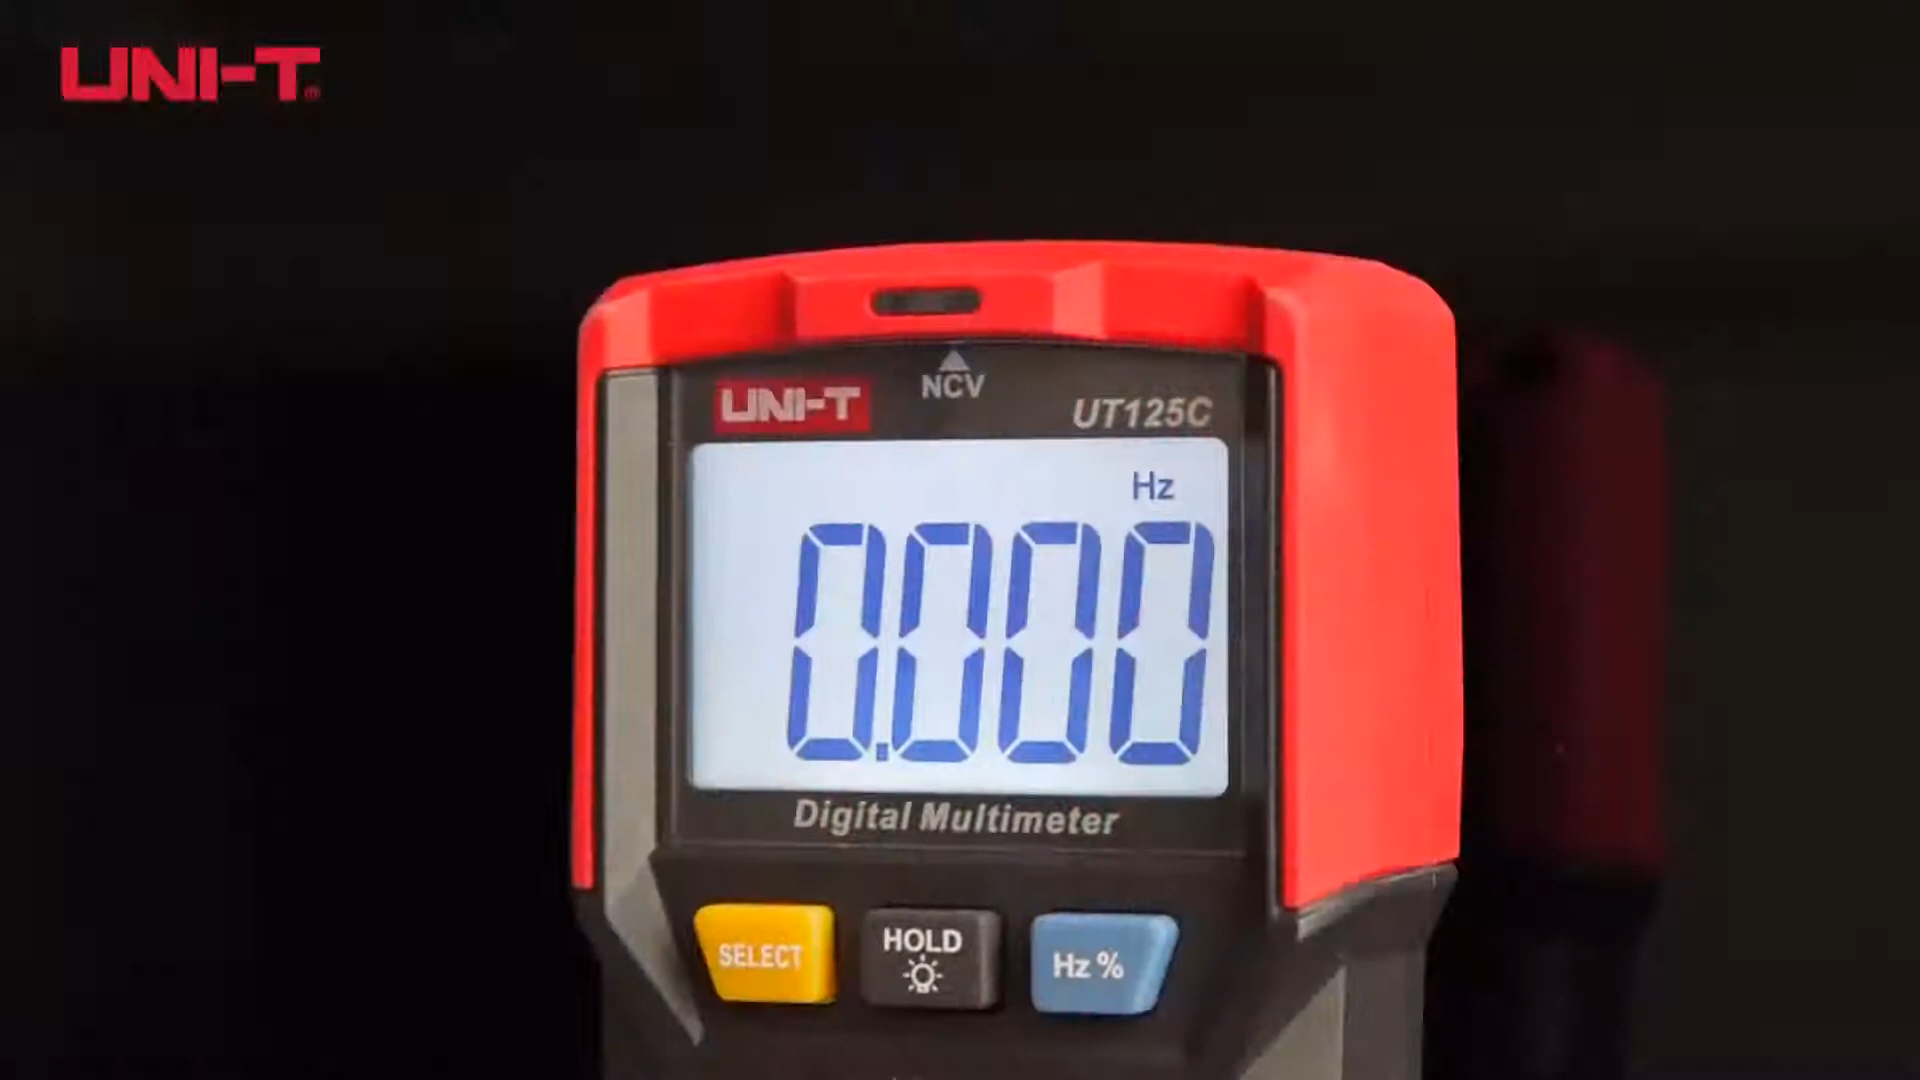 UNI-T®
NCV
UNI-T
UT125C
Hz
0.000
Digital Multimeter
SELECT
HOLD
Hz %